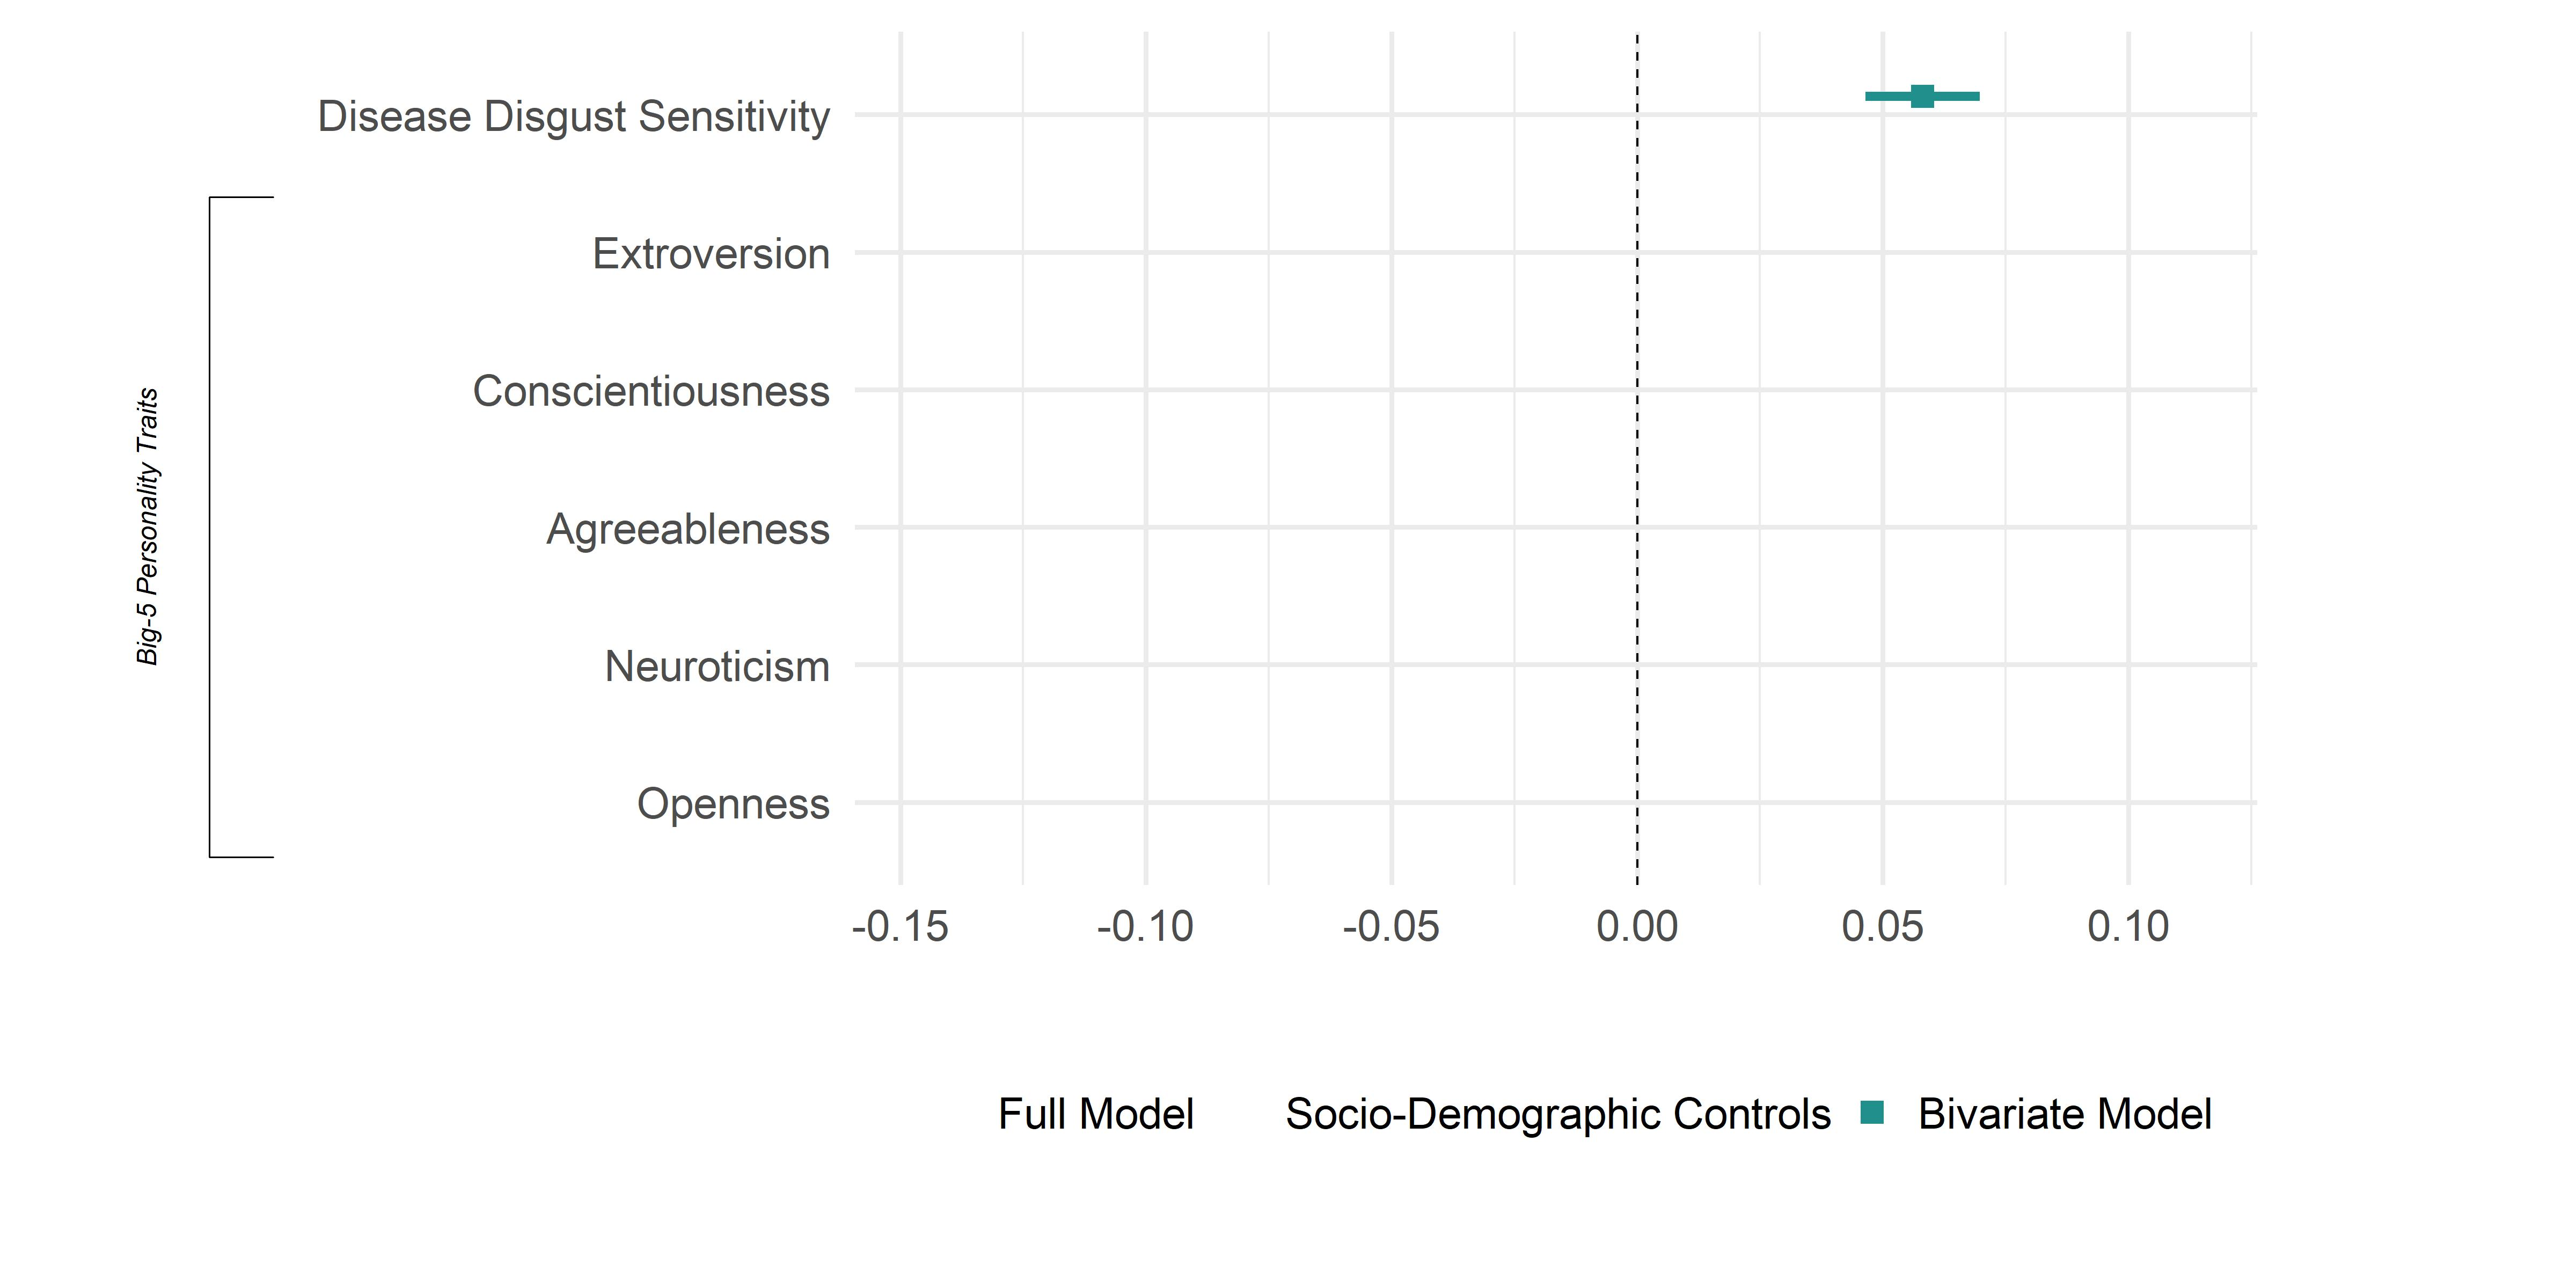 Disease Disgust Sensitivity
Extroversion
Conscientiousness
Agreeableness
Neuroticism
Openness
Big-5 Personality Traits
-0.15 -0.10 -0.05 0.00 0.05 0.10
Full Model Socio-Demographic Controls Bivariate Model